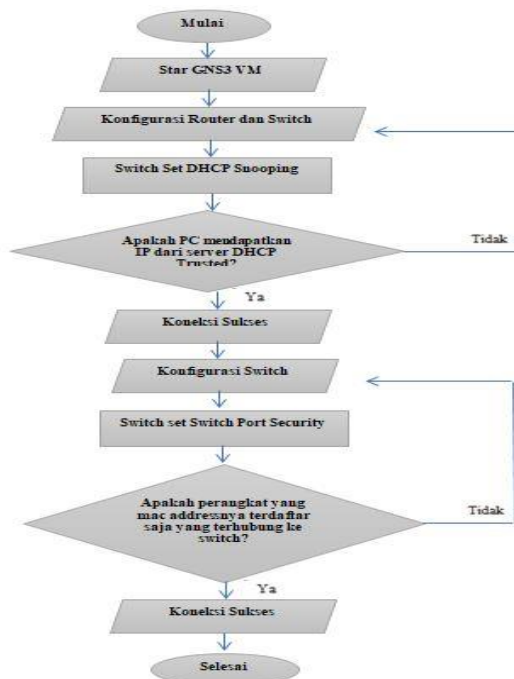 Mulai
Star GNS3 VM
Konfigurasi Router dan Switch
Switch Set DHCP Snooping
Apakah PC mendapatkan
IP dari server DHCP
Trusted?
Tidak
Ya
Koneksi Sukses
Konfigurasi Switch
Switch set Switch Port Security
Apakah perangkat yang
mac addressnya terdaftar
saja yang terhubung ke
switch?
Tidak
Ya
Koneksi Sukses
Selesai